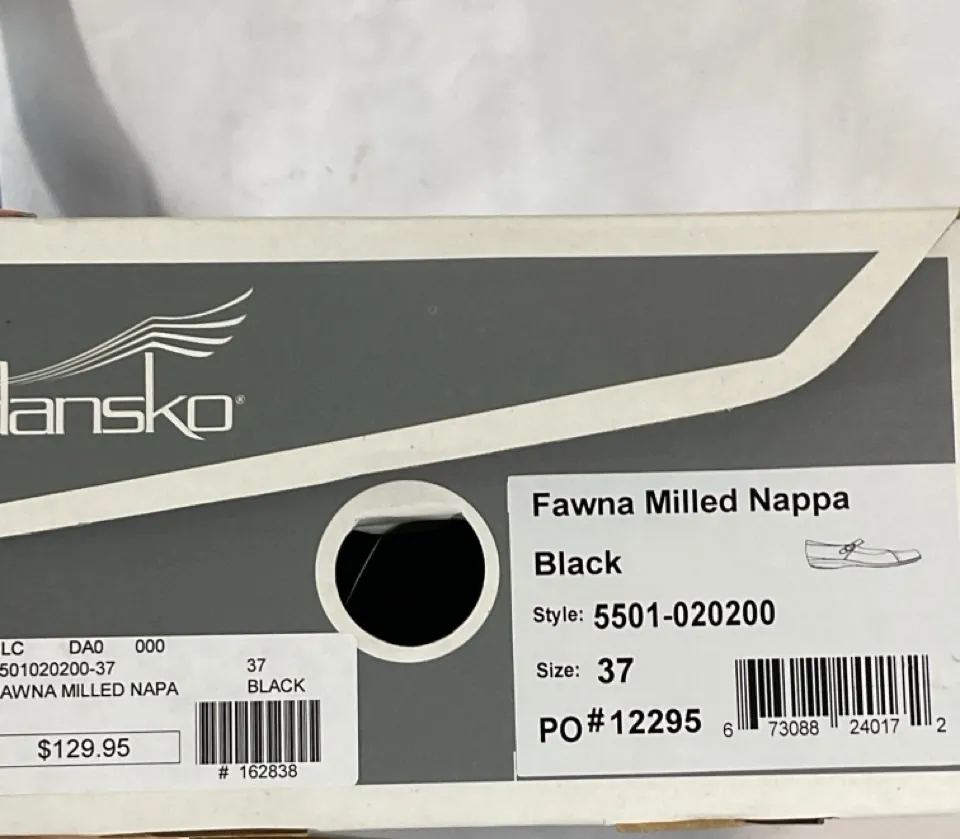 dansko®
Fawna Milled Nappa
Black
Style: 5501-020200
Size: 37
PO #12295
6 73088 24017 2
LC DA0 000
501020200-37 37
AWNA MILLED NAPA BLACK
$129.95
# 162838